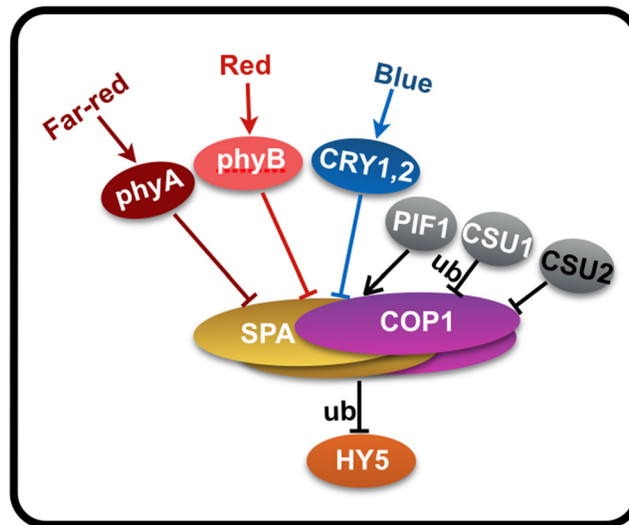 Far-red
Red
Blue
phyA
phyB
CRY1,2
PIF1
CSU1
CSU2
ub
SPA
COP1
ub
HY5